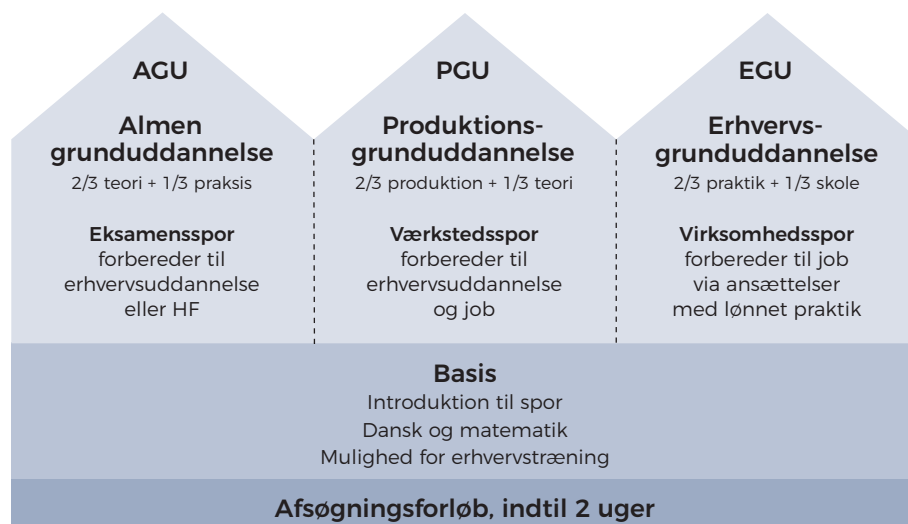 AGU
Almen
grunduddannelse
2/3 teori + 1/3 praksis
Eksamensspor
forbereder til
erhvervsuddannelse
eller HF
PGU
Produktions-
grunduddannelse
2/3 produktion + 1/3 teori
Værkstedsspor
forbereder til
erhvervsuddannelse
og job
EGU
Erhvervs-
grunduddannelse
2/3 praktik + 1/3 skole
Virksomhedsspor
forbereder til job
via ansættelser
med lønnet praktik
Basis
Introduktion til spor
Dansk og matematik
Mulighed for erhvervstræning
Afsøgningsforløb, indtil 2 uger